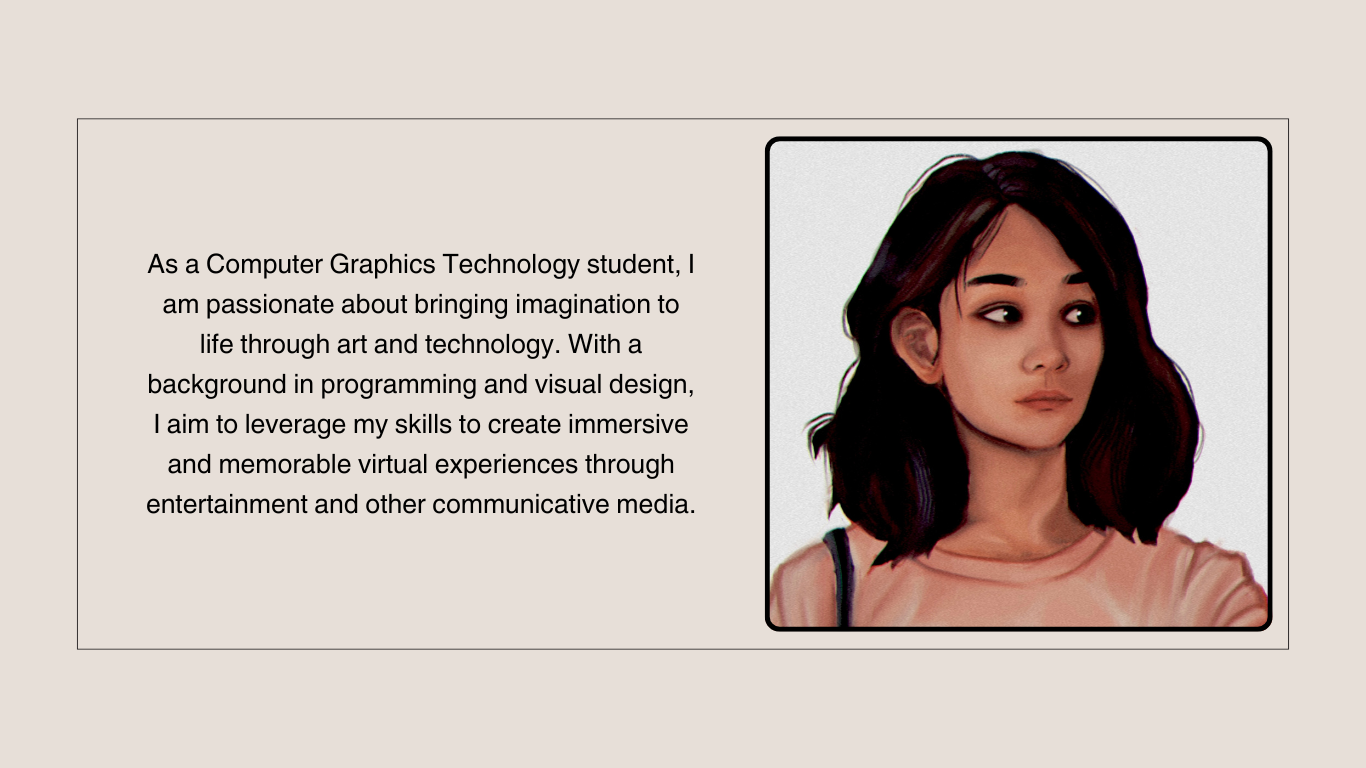 As a Computer Graphics Technology student, I
am passionate about bringing imagination to
life through art and technology. With a
background in programming and visual design,
I aim to leverage my skills to create immersive
and memorable virtual experiences through
entertainment and other communicative media.